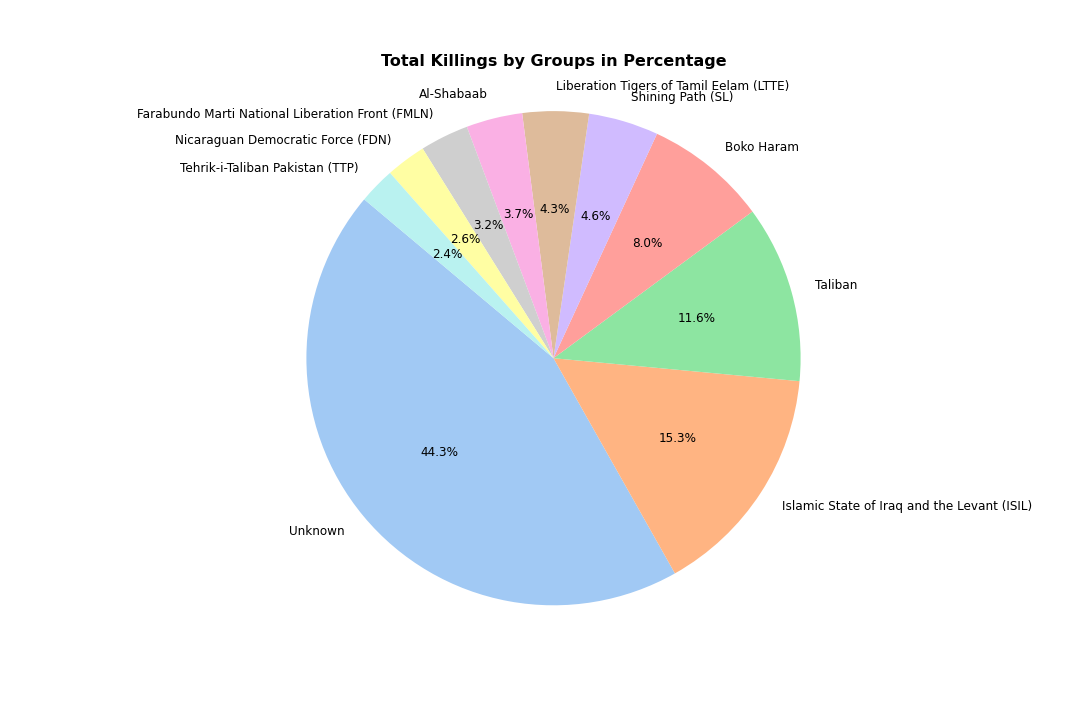 Total Killings by Groups in Percentage
Liberation Tigers of Tamil Eelam (LTTE)
Al-Shabaab
Shining Path (SL)
Farabundo Marti National Liberation Front (FMLN)
Nicaraguan Democratic Force (FDN)
Boko Haram
Tehrik-i-Taliban Pakistan (TTP)
4.3%
3.7%
4.6%
3.2%
2.6%
8.0%
2.4%
Taliban
11.6%
15.3%
44.3%
Islamic State of Iraq and the Levant (ISIL)
Unknown